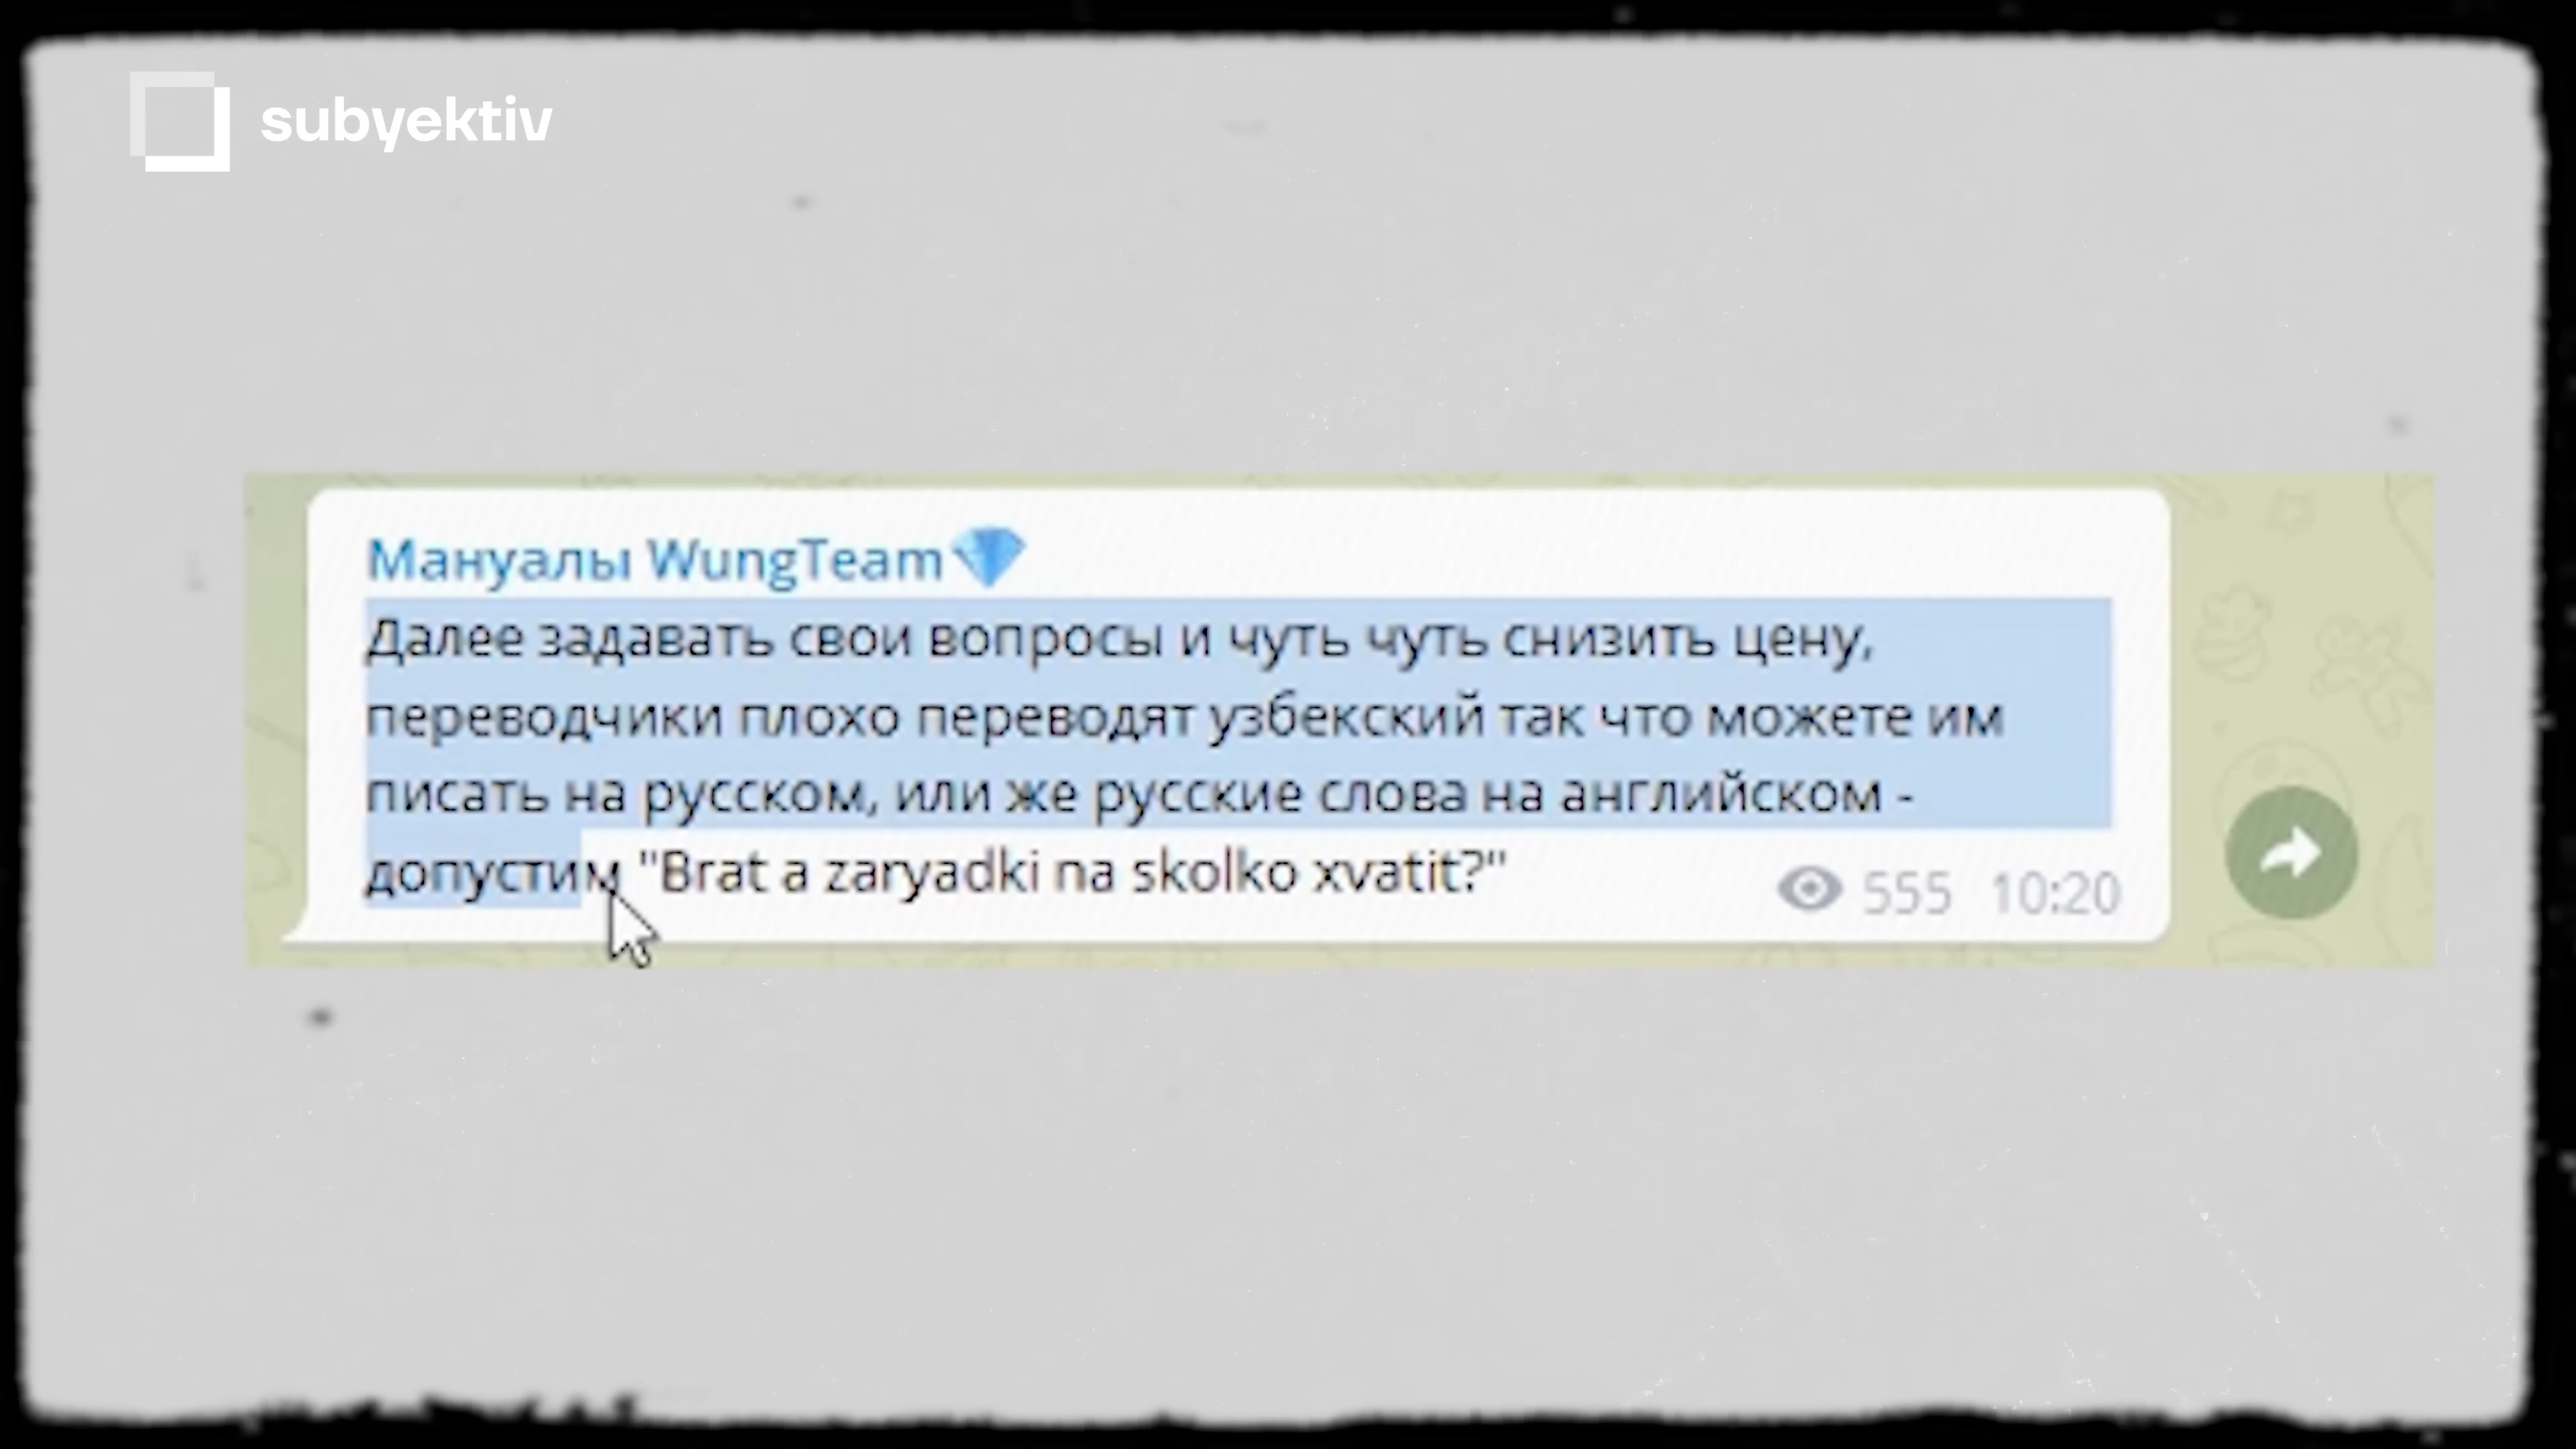 subyektiv
Мануалы WungTeam💎
Далее задавать свои вопросы и чуть чуть снизить цену,
переводчики плохо переводят узбекский так что можете им
писать на русском, или же русские слова на английском -
допустим "Brat a zaryadki na skolko xvatit?"
555 10:20